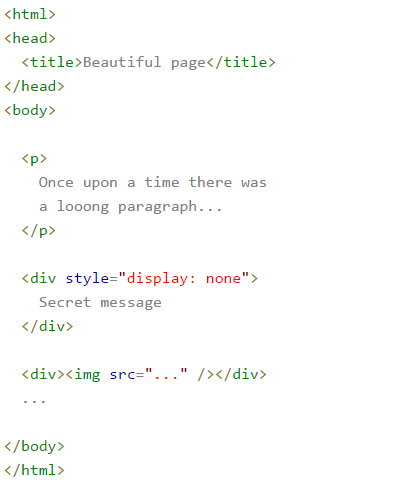 <html>
<head>
  <title>Beautiful page</title>
</head>
<body>

  <p>
    Once upon a time there was
    a looong paragraph...
  </p>

  <div style="display: none">
    Secret message
  </div>

  <div><img src="..." /></div>
  ...

</body>
</html>